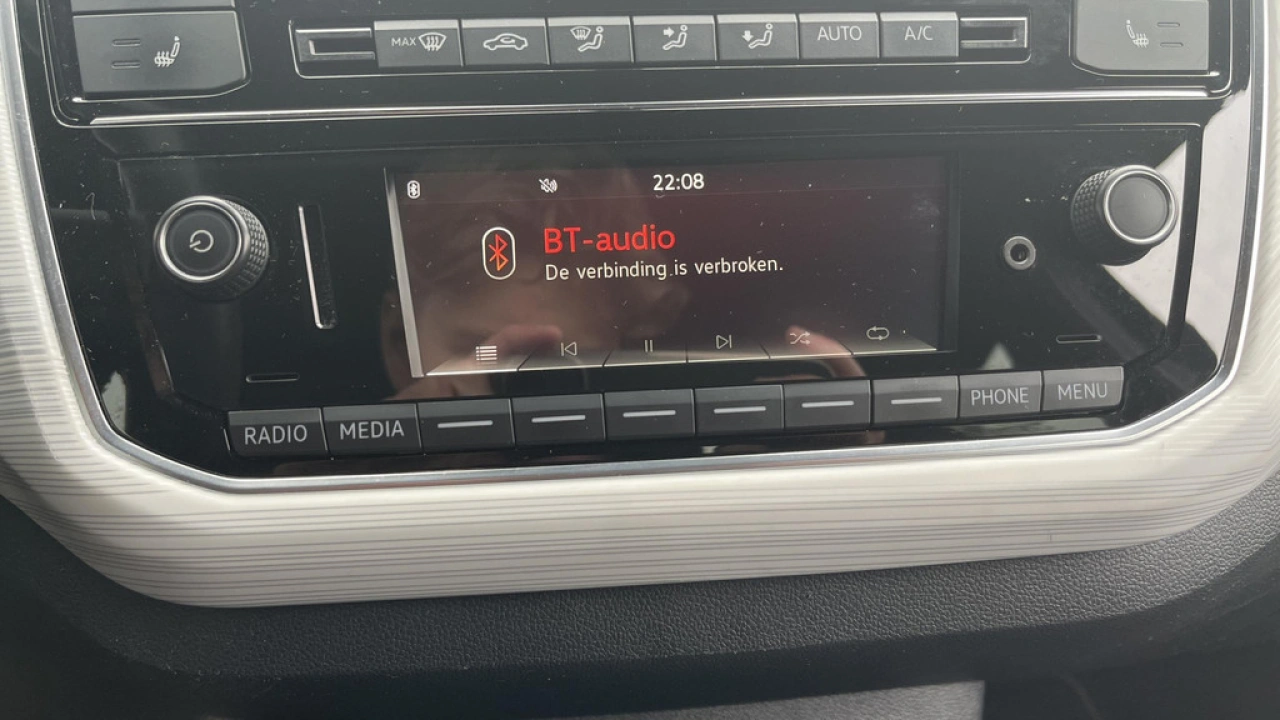 MAX
AUTO
A/C
22:08
BT-audio
De verbinding is verbroken.
RADIO
MEDIA
PHONE
MENU